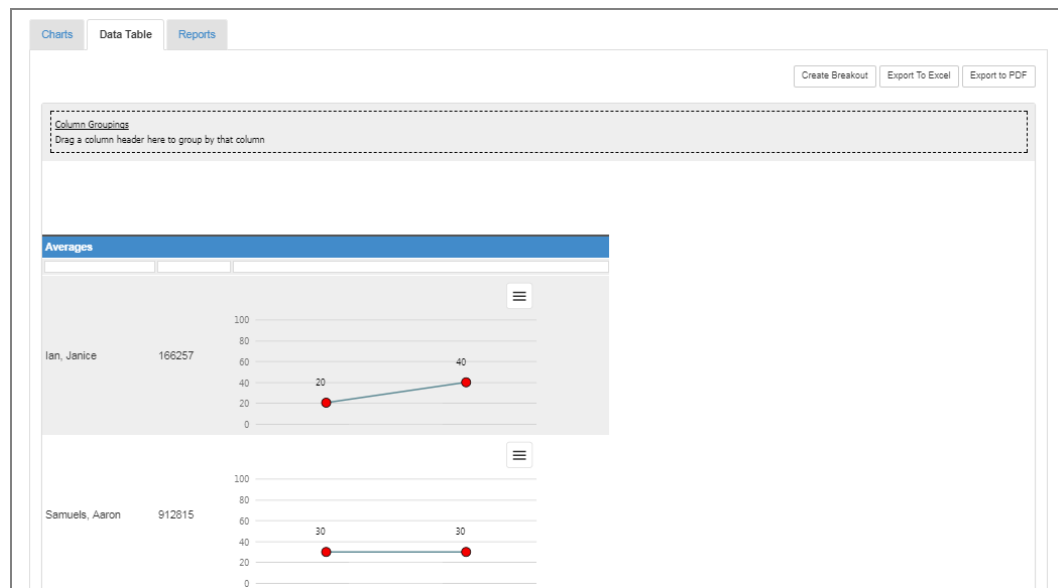 Charts
Data Table
Reports
Create Breakout
Export To Excel
Export to PDF
Column Groupings
Drag a column header here to group by that column
Averages
Ian, Janice
166257
100
80
60
40
20
0
20
40
Samuels, Aaron
912815
100
80
60
40
20
0
30
30